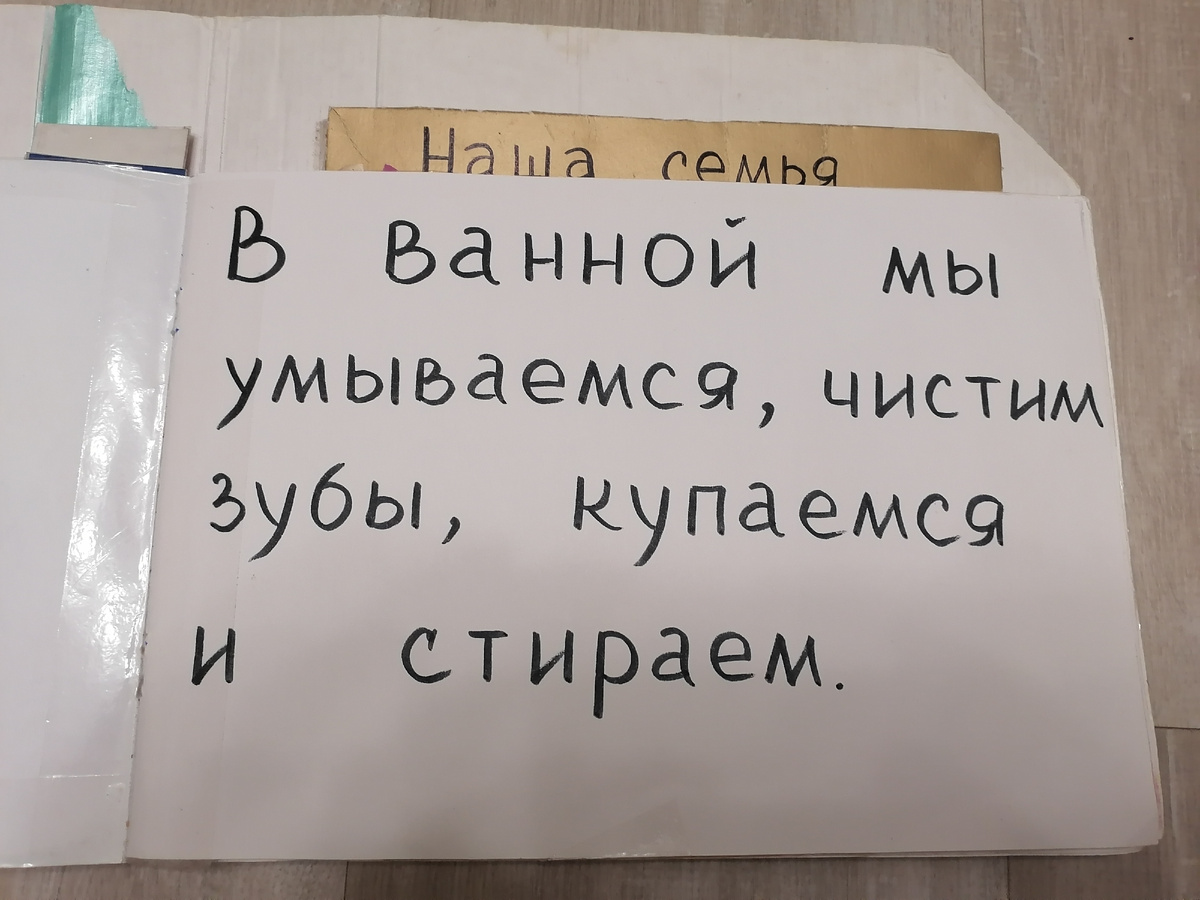 Наша семья
В ванной мы
умываемся, чистим
зубы, купаемся
и стираем.